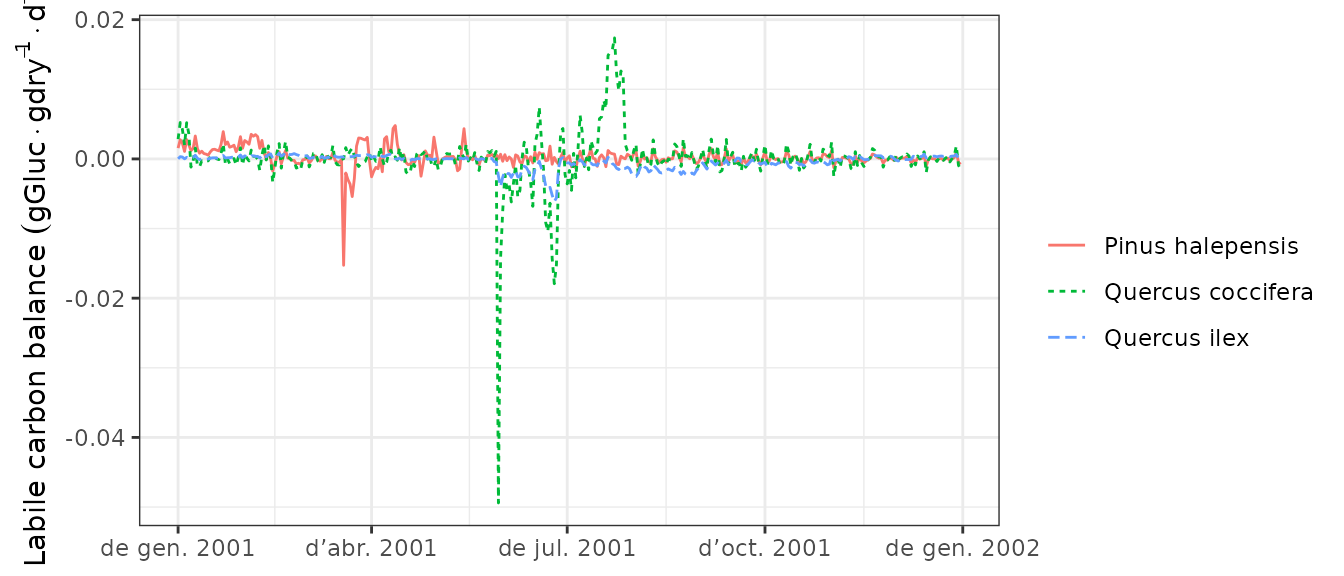 Labile carbon balance (gGluc · gdry⁻¹ · d
0.02
0.00
-0.02
-0.04
de gen. 2001
d’abr. 2001
de jul. 2001
d’oct. 2001
de gen. 2002
Pinus halepensis
Quercus coccifera
Quercus ilex